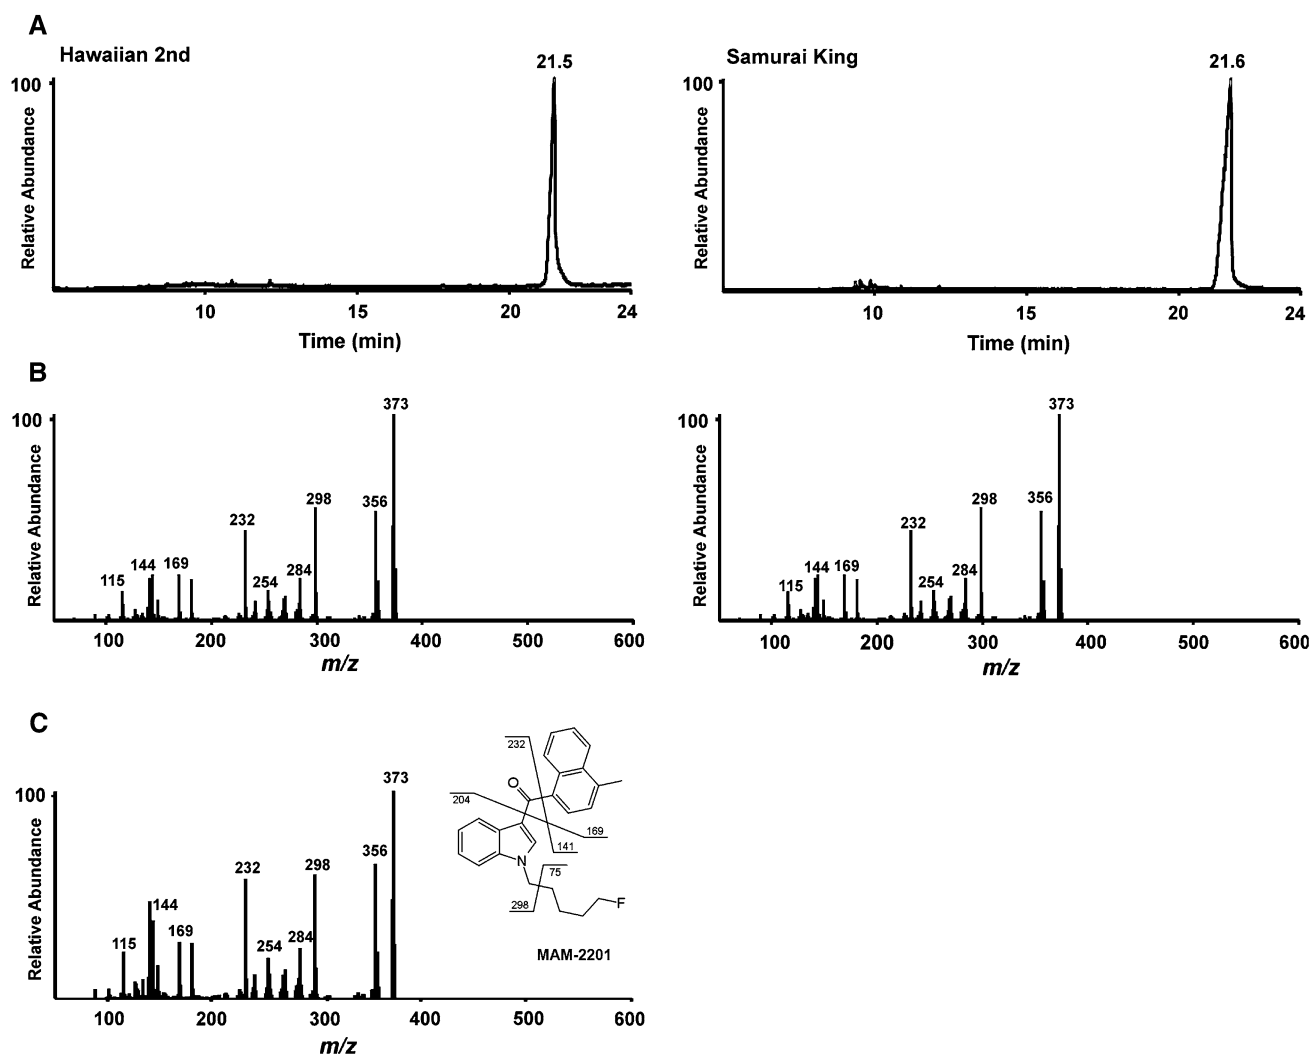 A
Hawaiian 2nd
21.5
100
Relative Abundance
10 15 20 24
Time (min)
Samurai King
21.6
100
Relative Abundance
10 15 20 24
Time (min)
B
373
100
298
356
232
144 169
284
115
254
Relative Abundance
100 200 300 400 500 600
m/z
373
100
298
356
232
144 169
284
115
254
Relative Abundance
100 200 300 400 500 600
m/z
C
373
100
356
232
298
144
169
284
115
254
Relative Abundance
100 200 300 400 500 600
m/z
232
O
204
169
141
N
75
298
F
MAM-2201